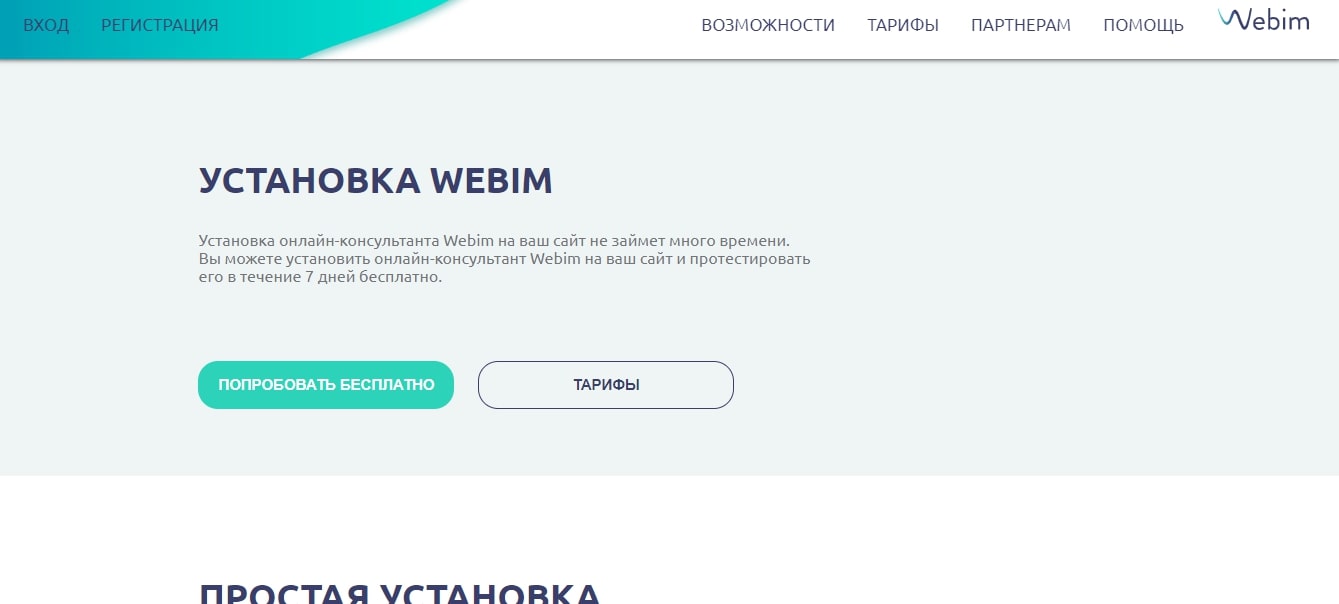 ВХОД РЕГИСТРАЦИЯ ВОЗМОЖНОСТИ ТАРИФЫ ПАРТНЕРАМ ПОМОЩЬ Webim
УСТАНОВКА WEBIM
Установка онлайн-консультанта Webim на ваш сайт не займет много времени.
Вы можете установить онлайн-консультант Webim на ваш сайт и протестировать
его в течение 7 дней бесплатно.
ПОПРОБОВАТЬ БЕСПЛАТНО ТАРИФЫ
ПРОСТАЯ УСТАНОВКА